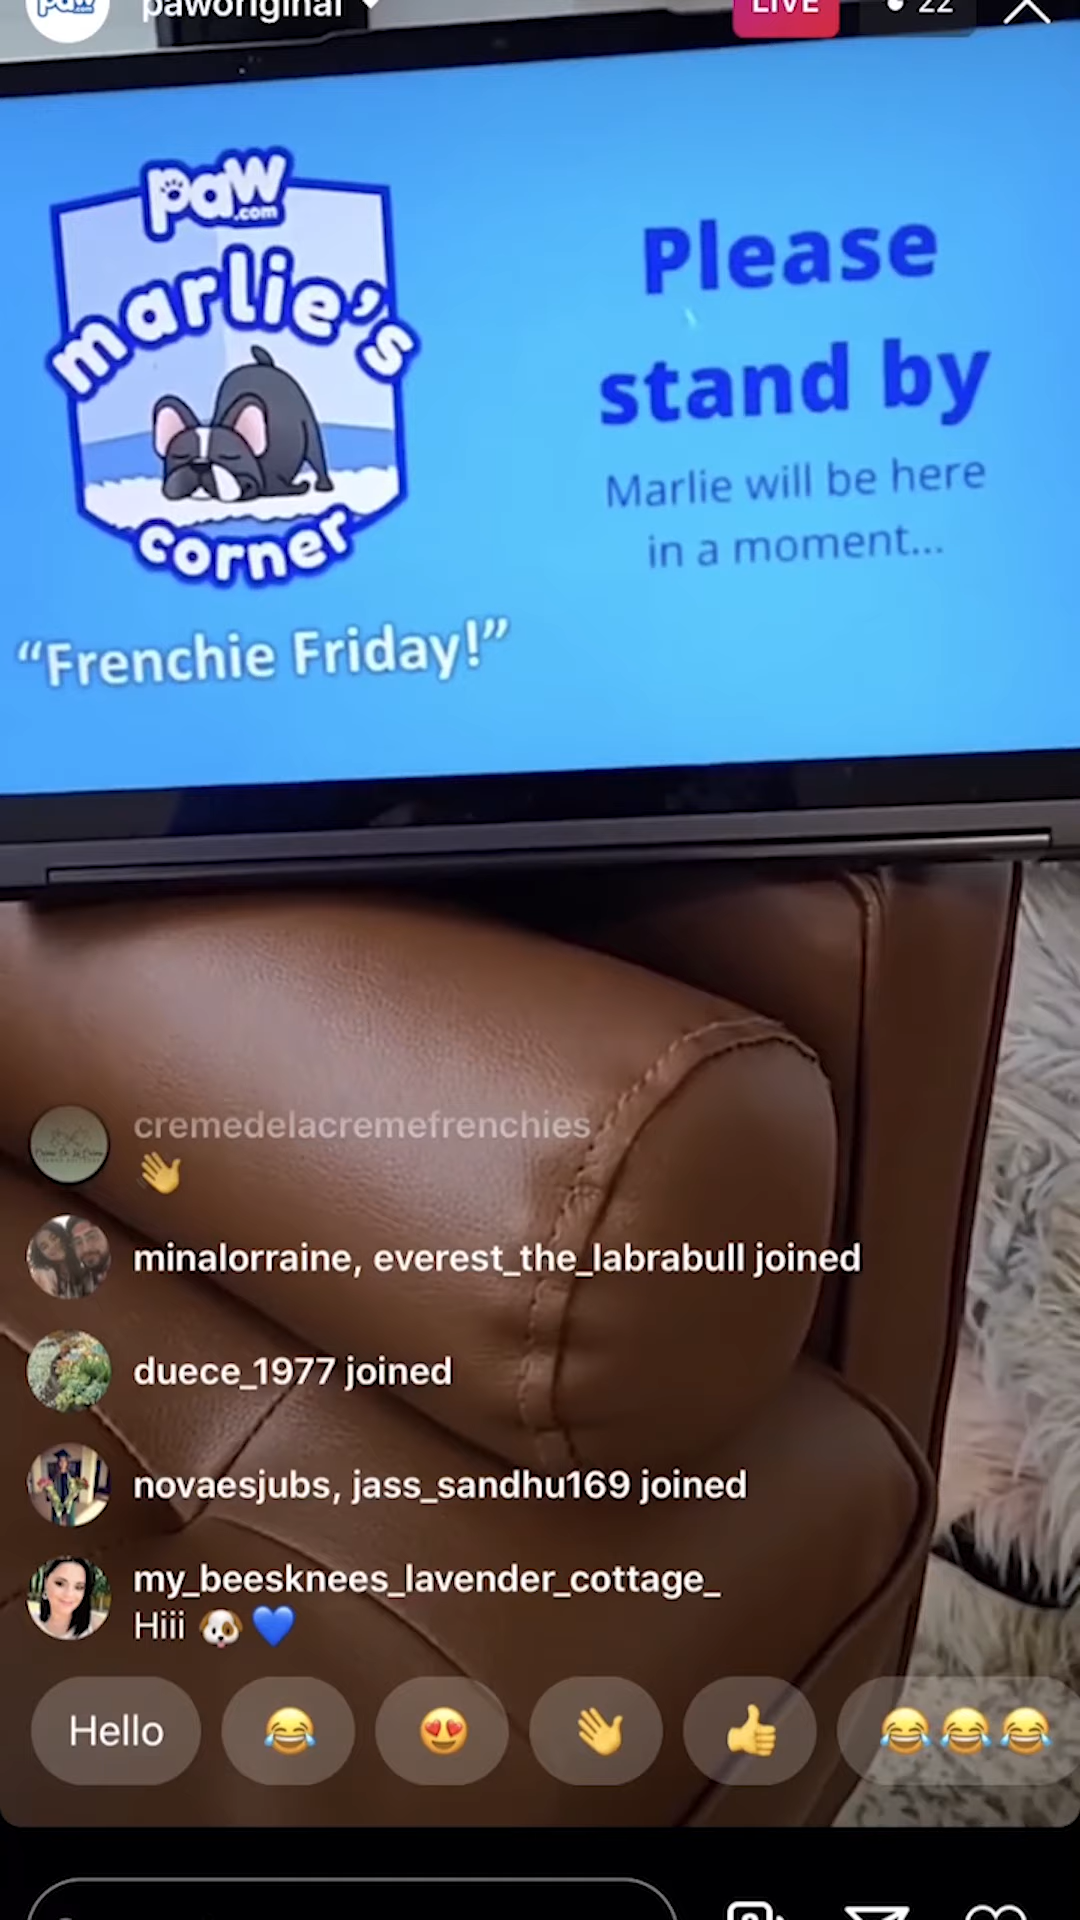 paworiginal
LIVE
22
paw
.com
marlie's
corner
"Frenchie Friday!"
Please
stand by
Marlie will be here
in a moment...
cremedelacremefrenchies
👋
minalorraine, everest_the_labrabull joined
duece_1977 joined
novaesjubs, jass_sandhu169 joined
my_beesknees_lavender_cottage_
Hiii 🐶 💙
Hello 😂 😍 👋 👍 😂😂😂